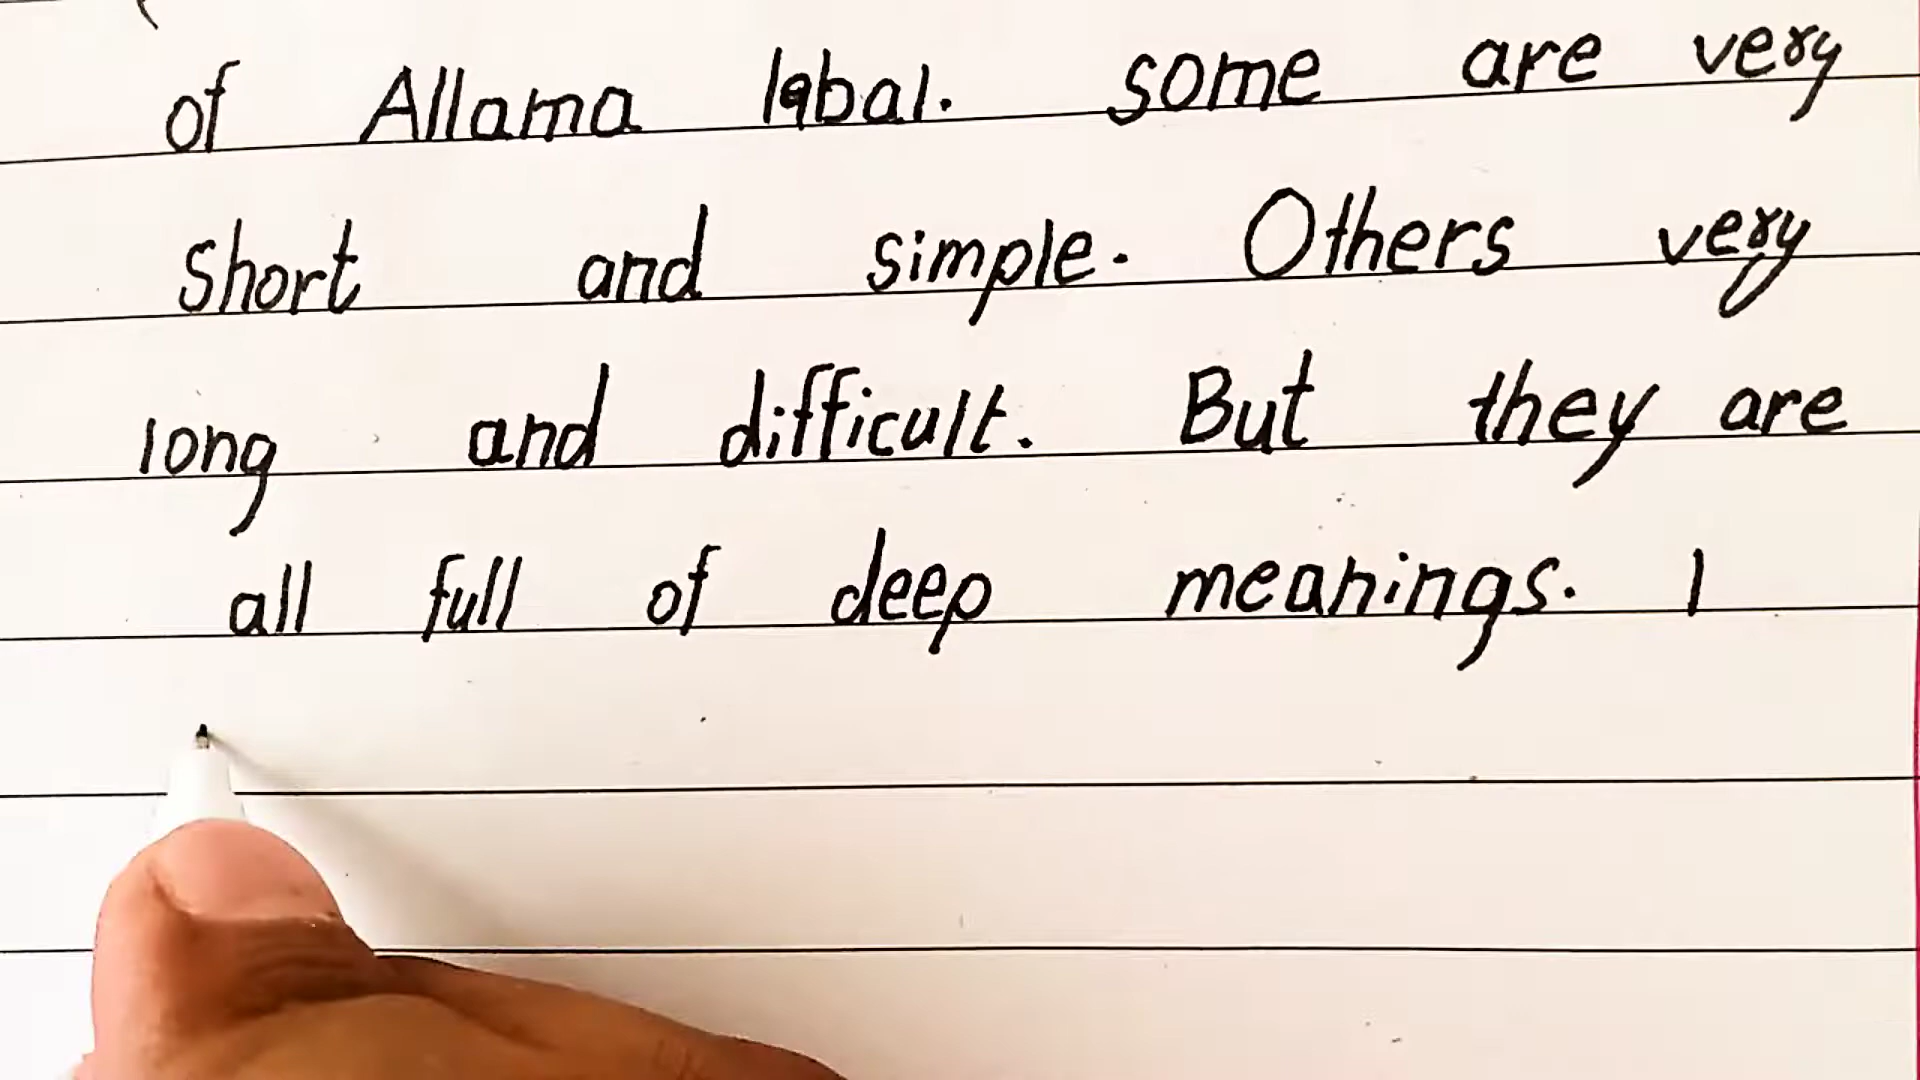 of Allama Iqbal. some are very
short and simple. Others very
long and difficult. But they are
all full of deep meanings. I